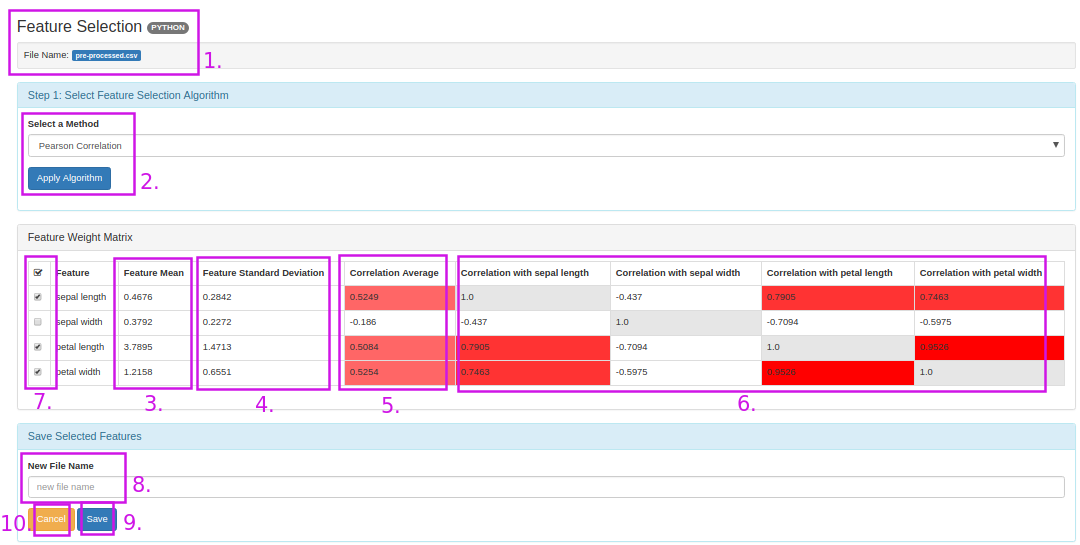 Feature Selection PYTHON
File Name: pre-processed.csv
1.
Step 1: Select Feature Selection Algorithm
Select a Method
Pearson Correlation
Apply Algorithm
2.
Feature Weight Matrix
Feature Feature Mean Feature Standard Deviation Correlation Average Correlation with sepal length Correlation with sepal width Correlation with petal length Correlation with petal width
sepal length 0.4676 0.2842 0.5249 1.0 -0.437 0.7905 0.7463
sepal width 0.3792 0.2272 -0.186 -0.437 1.0 -0.7094 -0.5975
petal length 3.7895 1.4713 0.5084 0.7905 -0.7094 1.0 0.9526
petal width 1.2158 0.6551 0.5254 0.7463 -0.5975 0.9526 1.0
7. 3. 4. 5. 6.
Save Selected Features
New File Name
new file name
8.
10. Cancel Save 9.